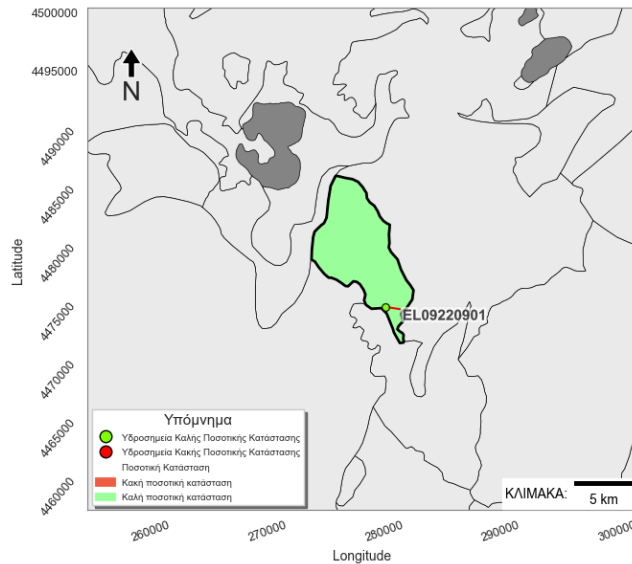 4500000
4495000
4490000
4485000
4480000
4475000
4470000
4465000
4460000
Latitude
N
EL09220901
Υπόμνημα
Υδροσημεία Καλής Ποσοτικής Κατάστασης
Υδροσημεία Κακής Ποσοτικής Κατάστασης
Ποσοτική Κατάσταση
Κακή ποσοτική κατάσταση
Καλή ποσοτική κατάσταση
ΚΛΙΜΑΚΑ: 5 km
260000 270000 280000 290000 300000
Longitude